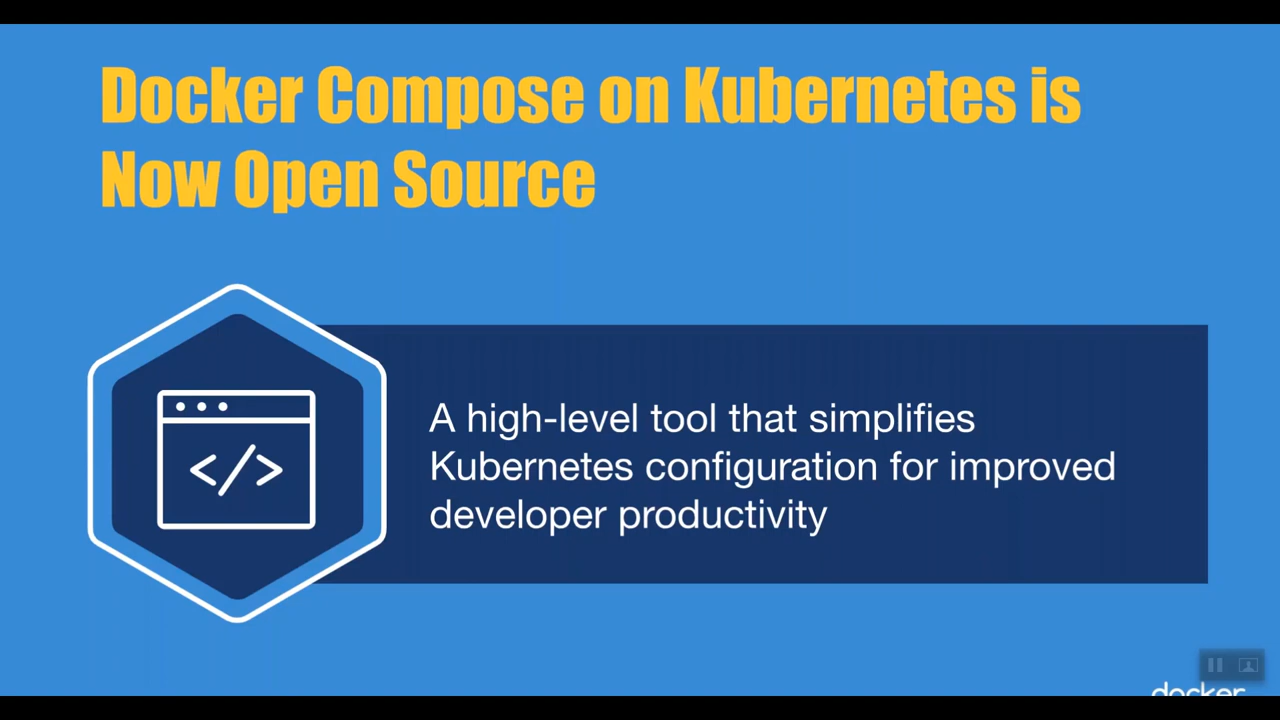 Docker Compose on Kubernetes is
Now Open Source
</>
A high-level tool that simplifies
Kubernetes configuration for improved
developer productivity
docker